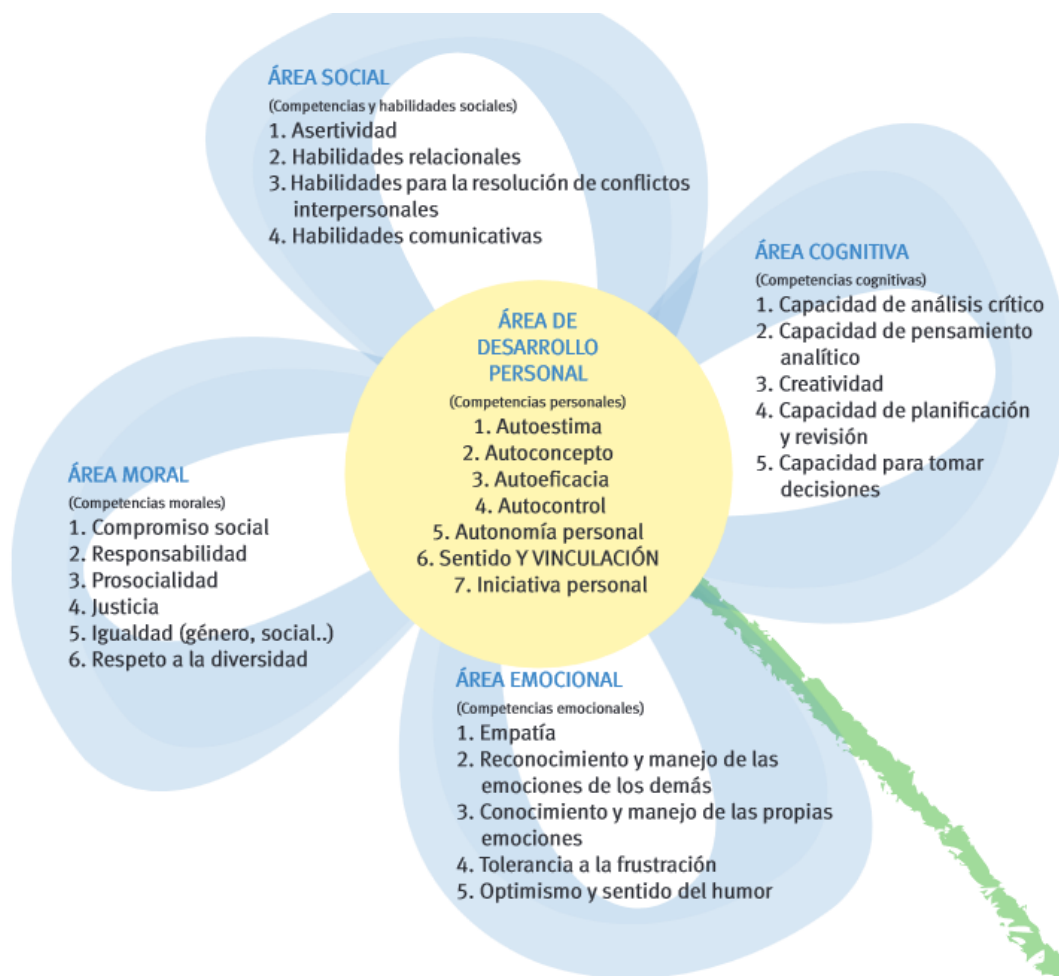 ÁREA SOCIAL
(Competencias y habilidades sociales)
1. Asertividad
2. Habilidades relacionales
3. Habilidades para la resolución de conflictos
interpersonales
4. Habilidades comunicativas
ÁREA COGNITIVA
(Competencias cognitivas)
1. Capacidad de análisis crítico
2. Capacidad de pensamiento
analítico
3. Creatividad
4. Capacidad de planificación
y revisión
5. Capacidad para tomar
decisiones
ÁREA DE
DESARROLLO
PERSONAL
(Competencias personales)
1. Autoestima
2. Autoconcepto
3. Autoeficacia
4. Autocontrol
5. Autonomía personal
6. Sentido Y VINCULACIÓN
7. Iniciativa personal
ÁREA MORAL
(Competencias morales)
1. Compromiso social
2. Responsabilidad
3. Prosocialidad
4. Justicia
5. Igualdad (género, social..)
6. Respeto a la diversidad
ÁREA EMOCIONAL
(Competencias emocionales)
1. Empatía
2. Reconocimiento y manejo de las
emociones de los demás
3. Conocimiento y manejo de las propias
emociones
4. Tolerancia a la frustración
5. Optimismo y sentido del humor